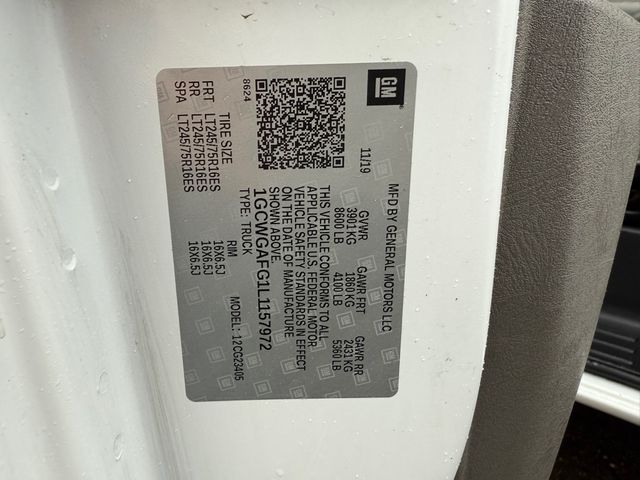 GM
MFD BY GENERAL MOTORS LLC
11/19 GVWR GAWR FRT GAWR RR
3901 KG 1860 KG 2431 KG
8600 LB 4100 LB 5360 LB
THIS VEHICLE CONFORMS TO ALL
APPLICABLE U.S. FEDERAL MOTOR
VEHICLE SAFETY STANDARDS IN EFFECT
ON THE DATE OF MANUFACTURE
SHOWN ABOVE.
1GCWGAFG1L1157972
TYPE: TRUCK MODEL: 12CG23405
8624
TIRE SIZE RIM
FRT LT245/75R16ES 16X6.5J
RR LT245/75R16ES 16X6.5J
SPA LT245/75R16ES 16X6.5J